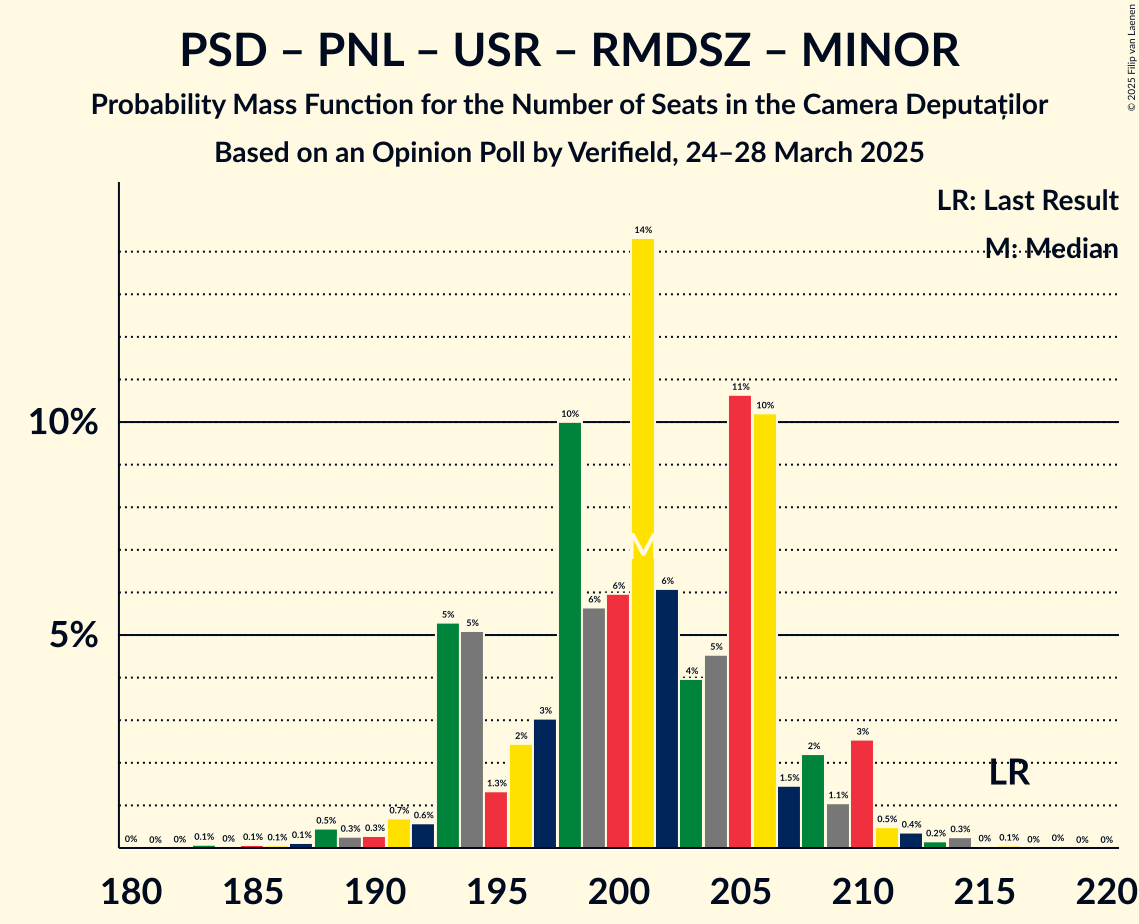 PSD – PNL – USR – RMDSZ – MINOR
Probability Mass Function for the Number of Seats in the Camera Deputaților
Based on an Opinion Poll by Verifield, 24–28 March 2025
© 2025 Filip van Laenen
LR: Last Result
M: Median
14%
11%
10%
10%
10%
M
6% 6% 6%
5% 5% 5%
5%
4%
3% 3%
2% 2%
LR
1.3% 1.5% 1.1%
0% 0% 0% 0.1% 0% 0.1% 0.1% 0.1% 0.5% 0.3% 0.3% 0.7% 0.6% 0.5% 0.4% 0.2% 0.3% 0% 0.1% 0% 0% 0% 0%
180 185 190 195 200 205 210 215 220